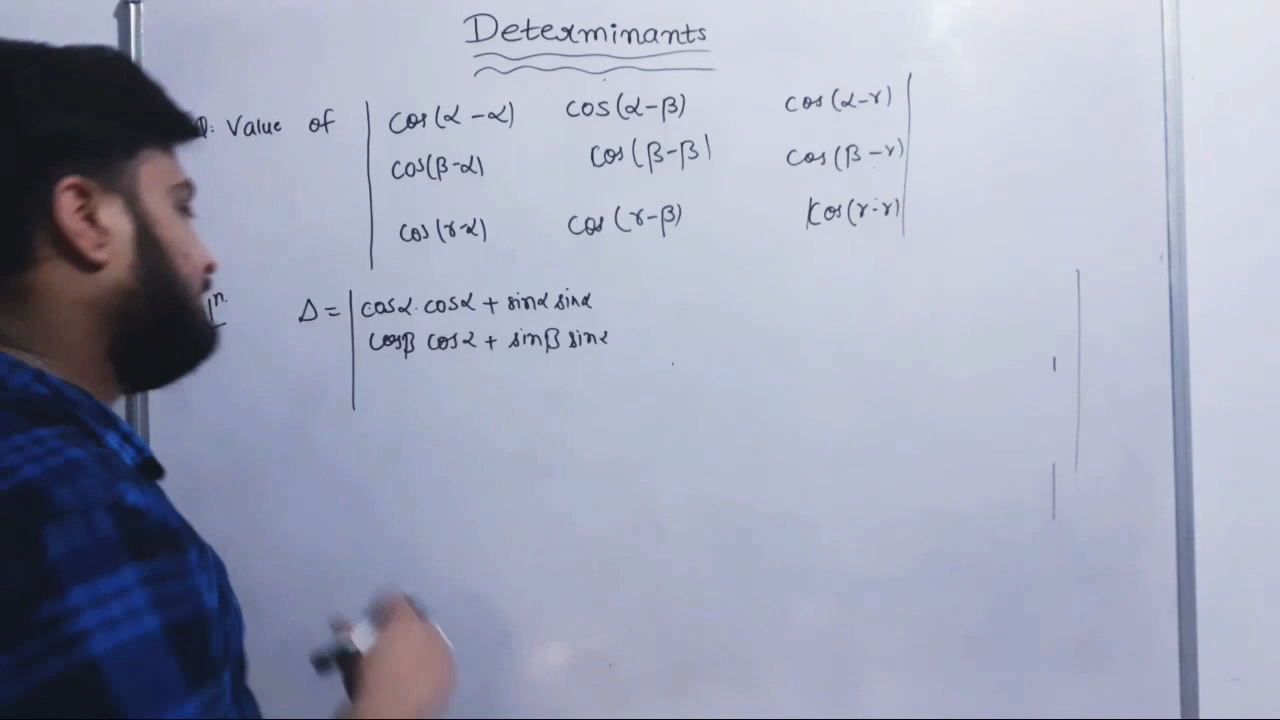 Determinants
Q: Value of | cos(α-α) cos(α-β) cos(α-γ) |
cos(β-α) cos(β-β) cos(β-γ)
cos(γ-α) cos(γ-β) cos(γ-γ)
Δ = | cosα. cosα + sinα sinα
cosβ cosα + sinβ sinα